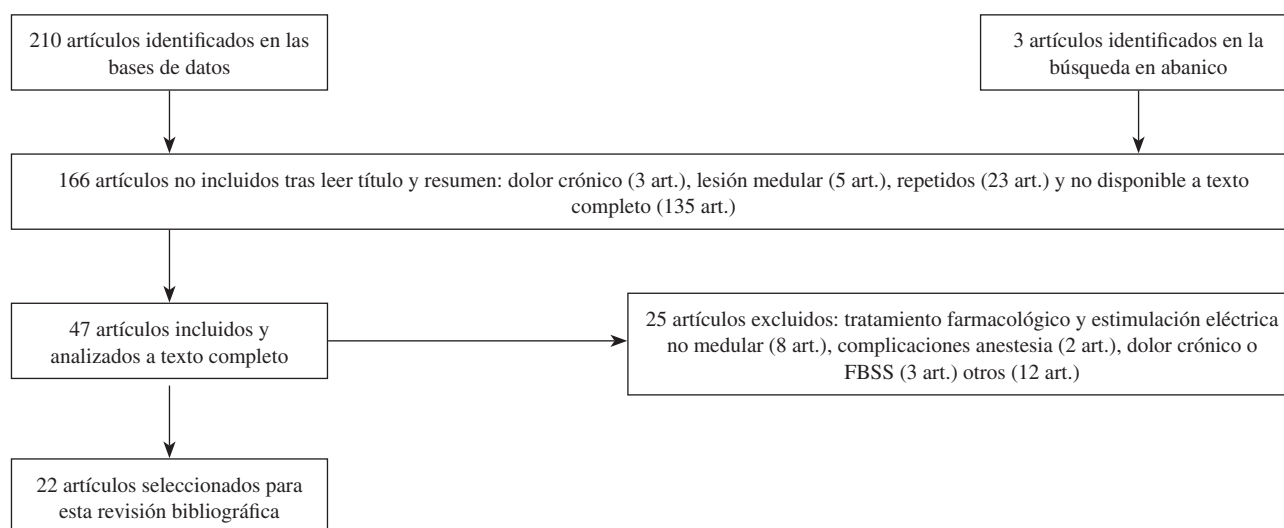 210 artículos identificados en las
bases de datos
3 artículos identificados en la
búsqueda en abanico
166 artículos no incluidos tras leer título y resumen: dolor crónico (3 art.), lesión medular (5 art.), repetidos (23 art.) y no disponible a texto
completo (135 art.)
47 artículos incluidos y
analizados a texto completo
25 artículos excluidos: tratamiento farmacológico y estimulación eléctrica
no medular (8 art.), complicaciones anestesia (2 art.), dolor crónico o
FBSS (3 art.) otros (12 art.)
22 artículos seleccionados para
esta revisión bibliográfica